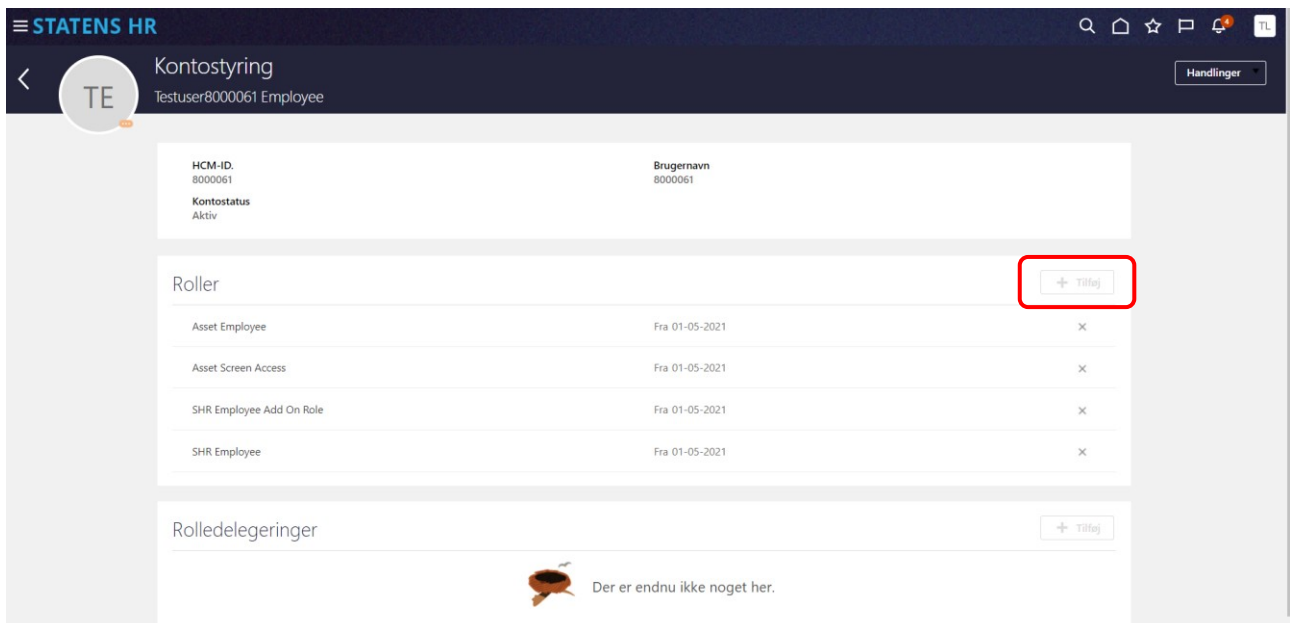 STATENS HR
4
TL
Kontostyring
Handlinger
TE
Testuser8000061 Employee
HCM-ID.
8000061
Brugernavn
8000061
Kontostatus
Aktiv
Roller
+ Tilføj
Asset Employee Fra 01-05-2021 ×
Asset Screen Access Fra 01-05-2021 ×
SHR Employee Add On Role Fra 01-05-2021 ×
SHR Employee Fra 01-05-2021 ×
Rolledelegeringer
+ Tilføj
Der er endnu ikke noget her.